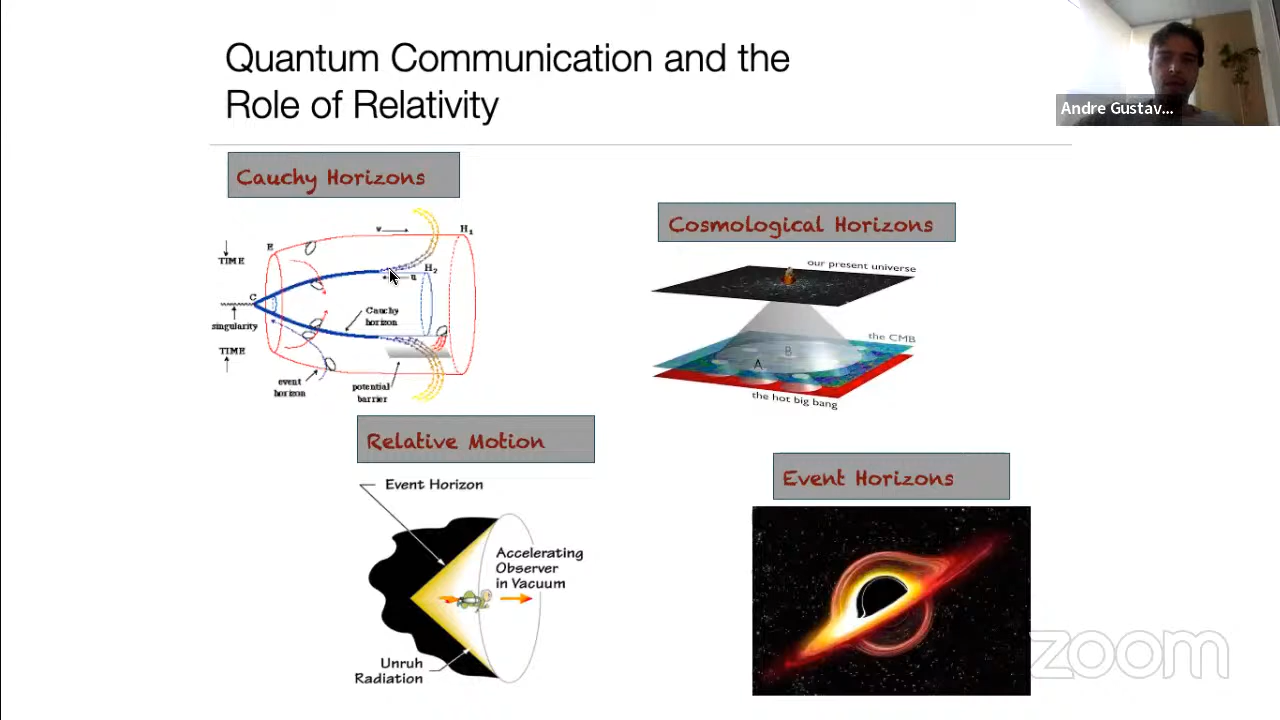 Quantum Communication and the
Role of Relativity
Andre Gustav...
Cauchy Horizons
v
H1
E
TIME
H2
u
C
Cauchy
horizon
singularity
TIME
event
horizon
potential
barrier
Cosmological Horizons
our present universe
the CMB
B
A
the hot big bang
Relative Motion
Event Horizon
Accelerating
Observer
in Vacuum
Unruh
Radiation
Event Horizons
zoom